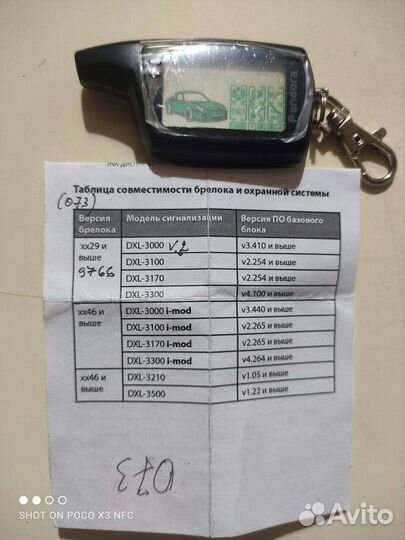 Pandora
Таблица совместимости брелока и охранной системы
(073)
Версия брелока Модель сигнализации Версия ПО базового блока
xx29 и выше 9766 DXL-3000 v.2 v3.410 и выше
DXL-3100 v2.254 и выше
DXL-3170 v2.254 и выше
DXL-3300 v4.100 и выше
xx46 и выше DXL-3000 i-mod v3.440 и выше
DXL-3100 i-mod v2.265 и выше
DXL-3170 i-mod v2.265 и выше
DXL-3300 i-mod v4.264 и выше
xx46 и выше DXL-3210 v1.05 и выше
DXL-3500 v1.22 и выше
073
SHOT ON POCO X3 NFC
Avito